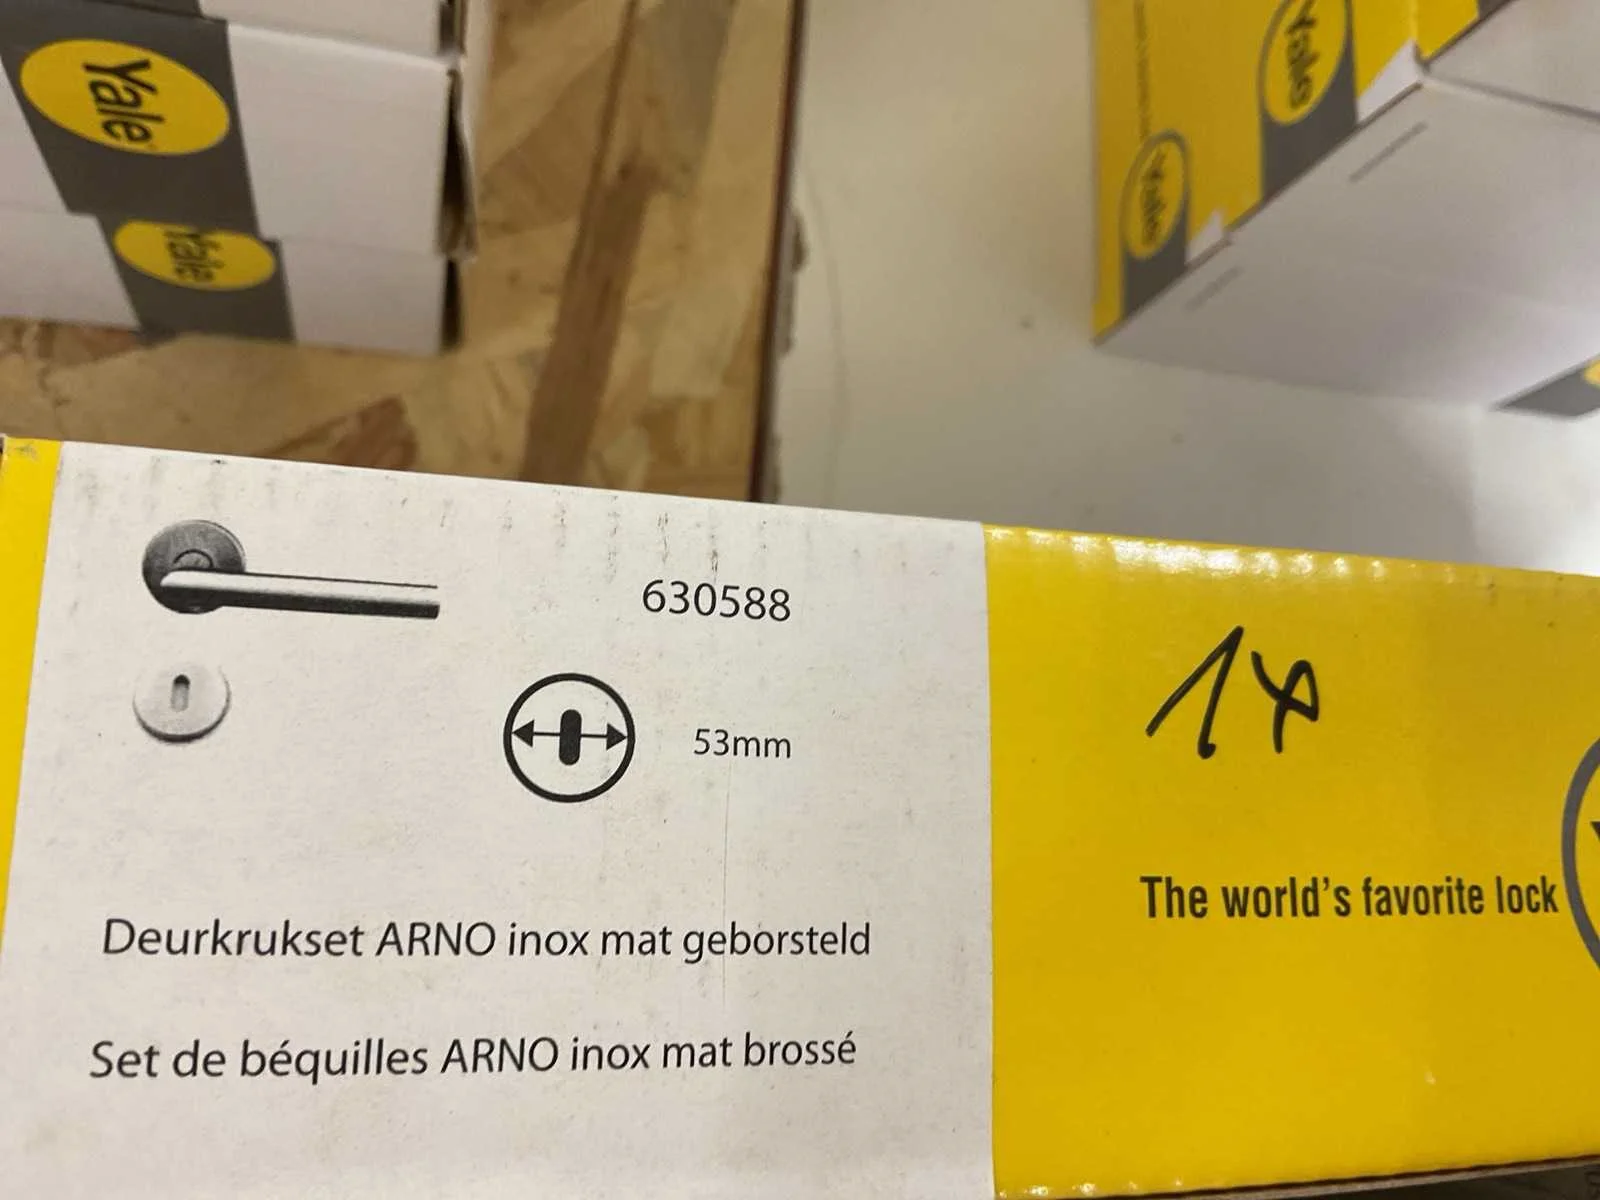 Yale
Yale
Yale
Yale
630588
53mm
1x
The world's favorite lock
Deurkrukset ARNO inox mat geborsteld
Set de béquilles ARNO inox mat brossé